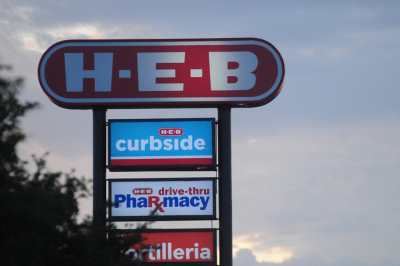 H-E-B
H-E-B
curbside
H-E-B drive-thru
Pharmacy
ortilleria